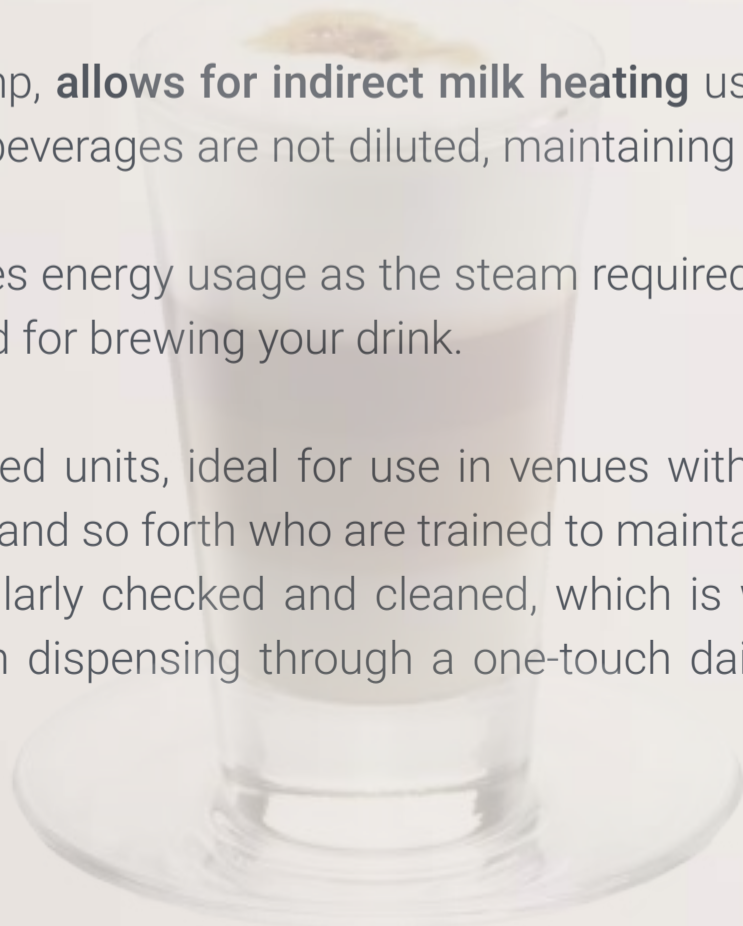 np, allows for indirect milk heating us
beverages are not diluted, maintaining
es energy usage as the steam required
d for brewing your drink.
ed units, ideal for use in venues with
and so forth who are trained to mainta
larly checked and cleaned, which is
n dispensing through a one-touch dai